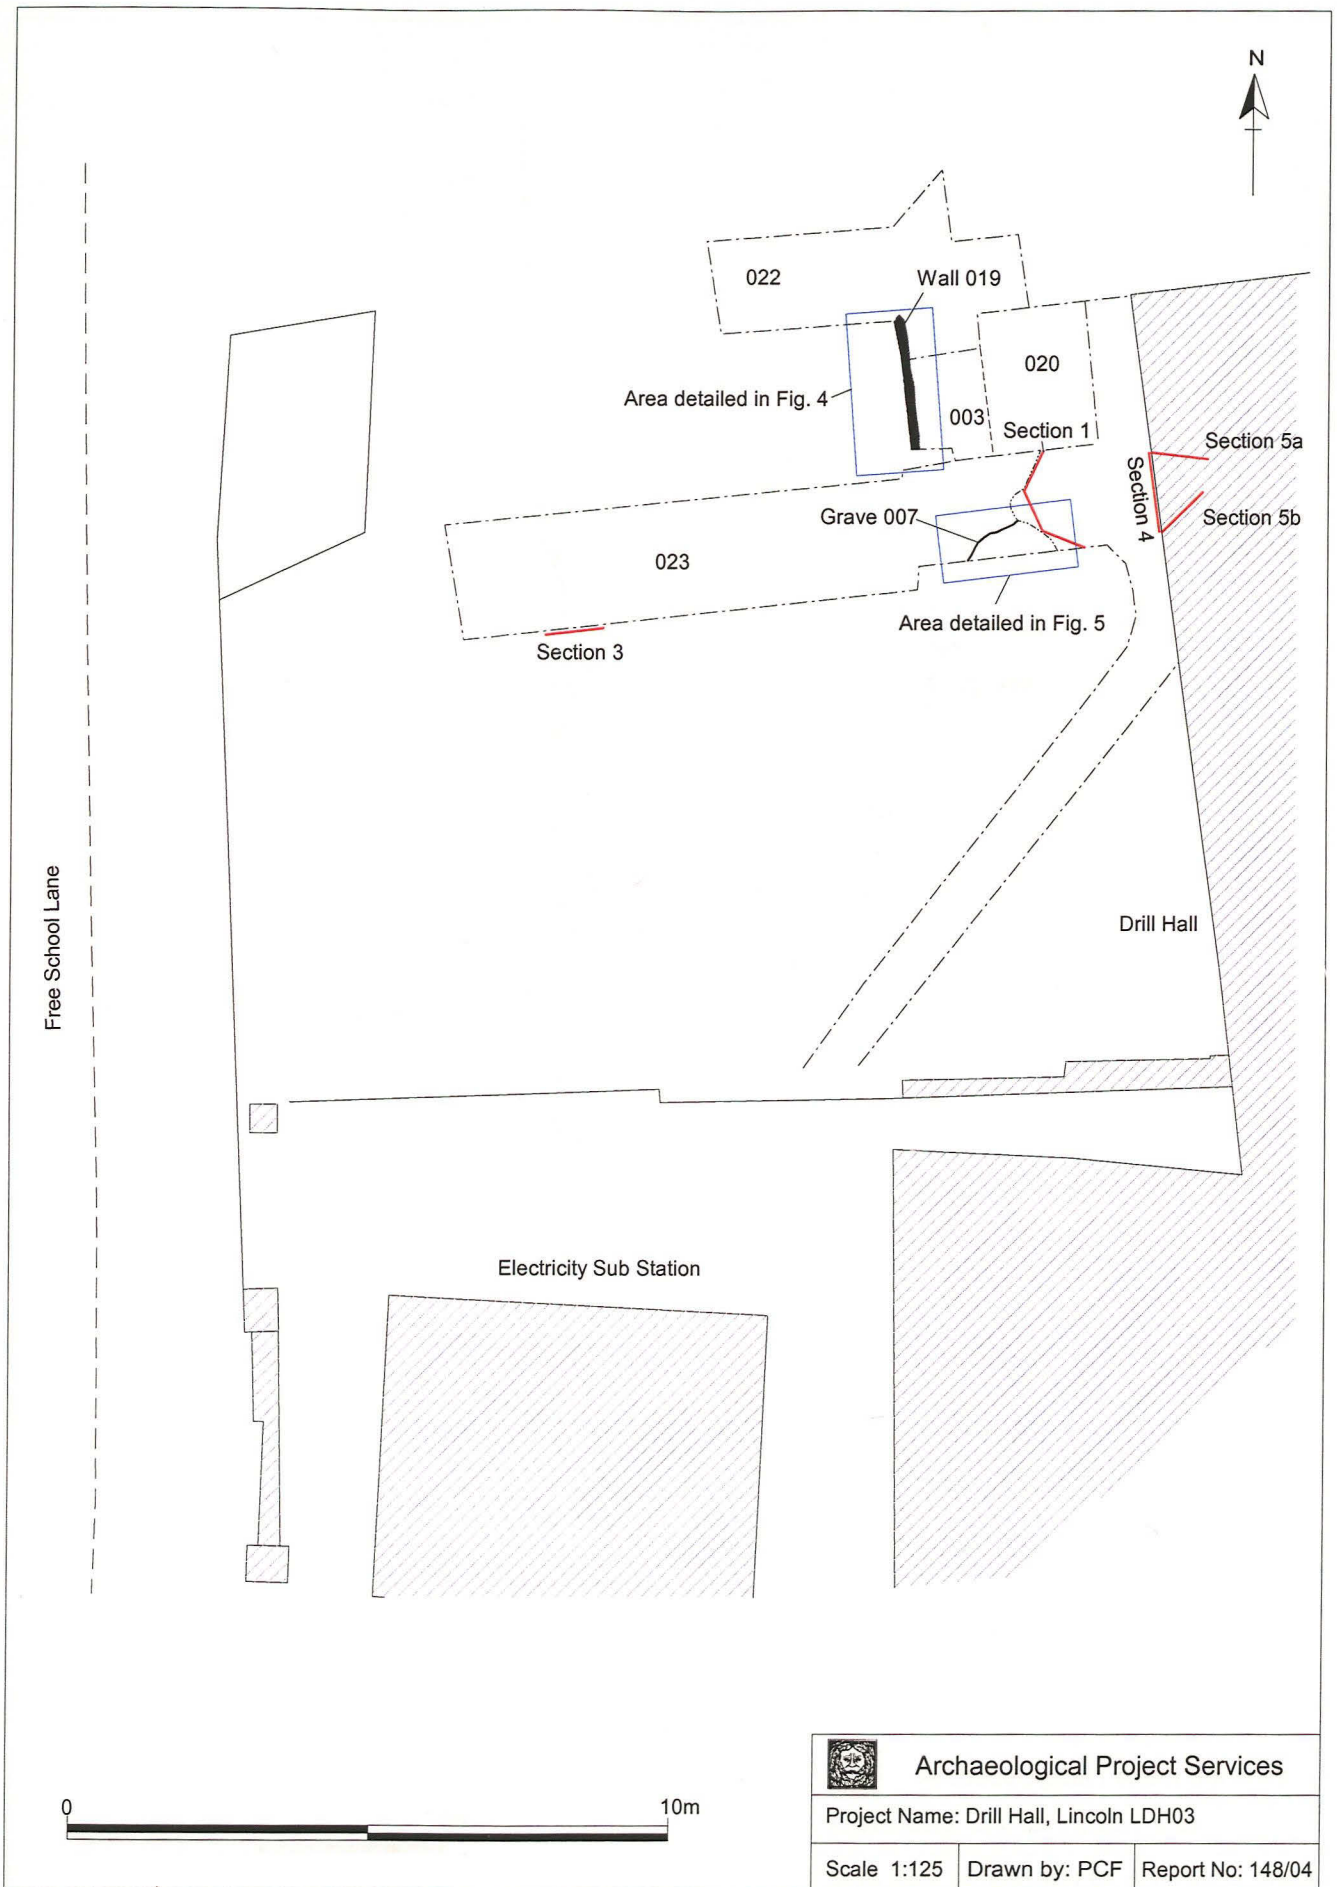 N
022
Wall 019
020
Area detailed in Fig. 4
003
Section 1
Section 5a
Section 4
Grave 007
Section 5b
023
Area detailed in Fig. 5
Section 3
Free School Lane
Drill Hall
Electricity Sub Station
0
10m
Archaeological Project Services
Project Name: Drill Hall, Lincoln LDH03
Scale 1:125
Drawn by: PCF
Report No: 148/04